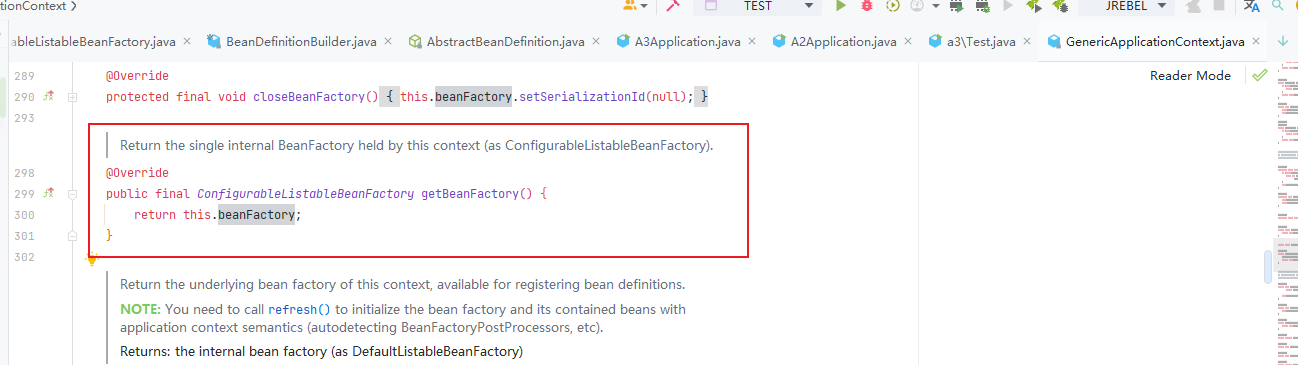 tionContext
TEST
JREBEL
ableListableBeanFactory.java
BeanDefinitionBuilder.java
AbstractBeanDefinition.java
A3Application.java
A2Application.java
a3\Test.java
GenericApplicationContext.java
Reader Mode
289 @Override
290 protected final void closeBeanFactory() { this.beanFactory.setSerializationId(null); }
293
Return the single internal BeanFactory held by this context (as ConfigurableListableBeanFactory).
298 @Override
299 public final ConfigurableListableBeanFactory getBeanFactory() {
300 return this.beanFactory;
301 }
302
Return the underlying bean factory of this context, available for registering bean definitions.
NOTE: You need to call refresh() to initialize the bean factory and its contained beans with
application context semantics (autodetecting BeanFactoryPostProcessors, etc).
Returns: the internal bean factory (as DefaultListableBeanFactory)